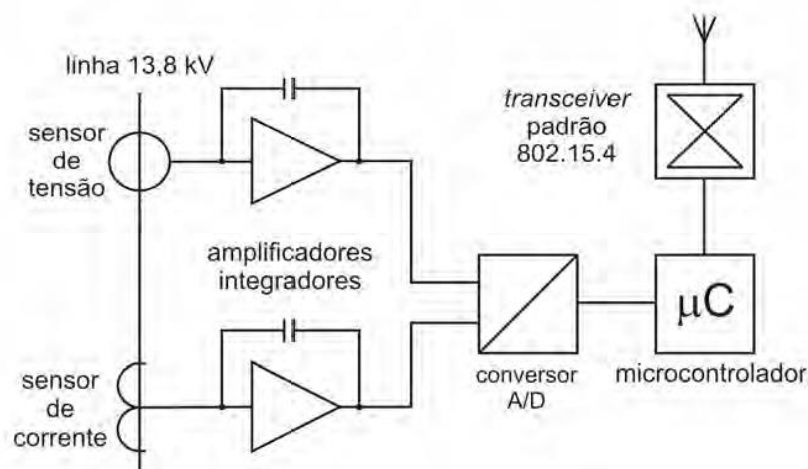 linha 13,8 kV
sensor
de
tensão
transceiver
padrão
802.15.4
amplificadores
integradores
μC
sensor
de
corrente
conversor
A/D
microcontrolador